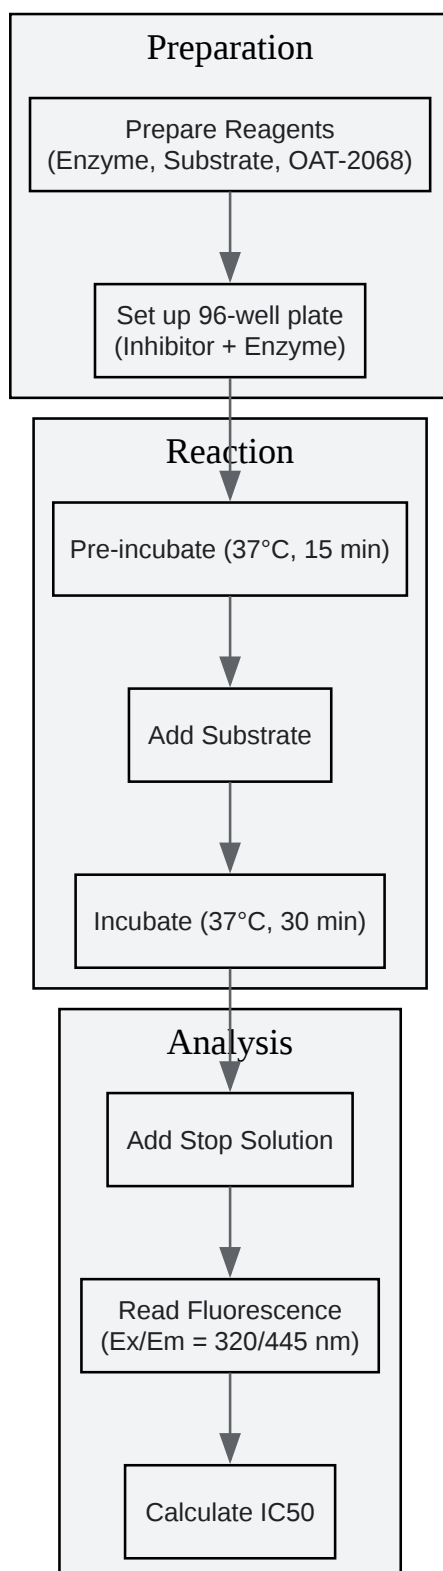 Preparation
Prepare Reagents
(Enzyme, Substrate, OAT-2068)
Set up 96-well plate
(Inhibitor + Enzyme)
Reaction
Pre-incubate (37°C, 15 min)
Add Substrate
Incubate (37°C, 30 min)
Analysis
Add Stop Solution
Read Fluorescence
(Ex/Em = 320/445 nm)
Calculate IC50